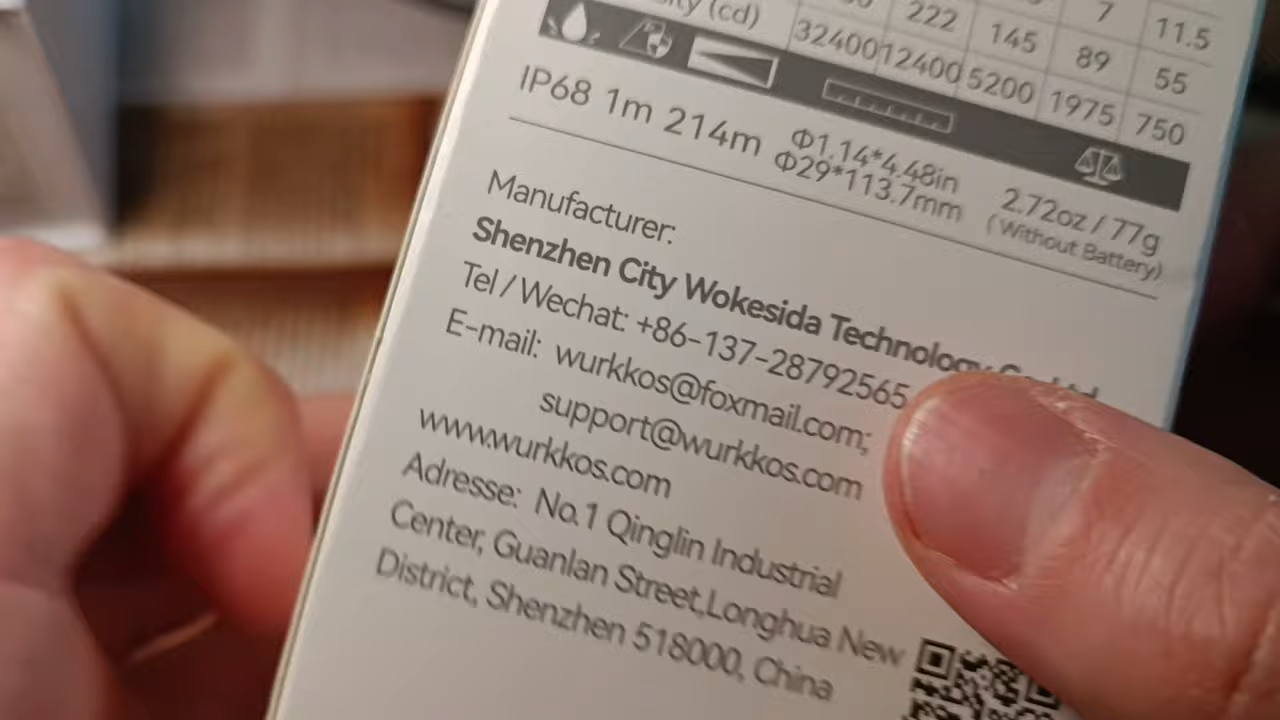 7 11.5
222 145 89 55
(cd) 32400 12400 5200 1975 750
IP68 1m 214m Φ1.14*4.48in 2.72oz / 77g
Φ29*113.7mm (Without Battery)
Manufacturer:
Shenzhen City Wokesida Technology
Tel / Wechat: +86-137-28792565
E-mail: wurkkos@foxmail.com;
support@wurkkos.com
www.wurkkos.com
Adresse: No.1 Qinglin Industrial
Center, Guanlan Street,Longhua New
District, Shenzhen 518000, China